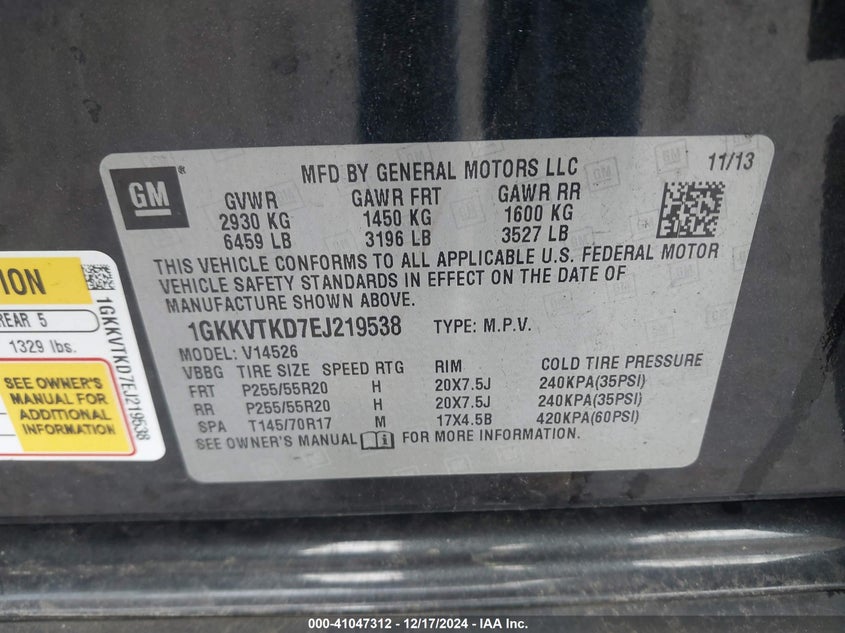 MFD BY GENERAL MOTORS LLC
11/13
GM
®
GVWR GAWR FRT GAWR RR
2930 KG 1450 KG 1600 KG
6459 LB 3196 LB 3527 LB
THIS VEHICLE CONFORMS TO ALL APPLICABLE U.S. FEDERAL MOTOR
VEHICLE SAFETY STANDARDS IN EFFECT ON THE DATE OF
MANUFACTURE SHOWN ABOVE.
1GKKVTKD7EJ219538 TYPE: M.P.V.
MODEL: V14526
VBBG TIRE SIZE SPEED RTG RIM COLD TIRE PRESSURE
FRT P255/55R20 H 20X7.5J 240KPA(35PSI)
RR P255/55R20 H 20X7.5J 240KPA(35PSI)
SPA T145/70R17 M 17X4.5B 420KPA(60PSI)
SEE OWNER'S MANUAL i FOR MORE INFORMATION.
REAR 5
1329 lbs.
SEE OWNER'S
MANUAL FOR
ADDITIONAL
INFORMATION
1GKKVTKD7EJ219538
000-41047312 - 12/17/2024 - IAA Inc.